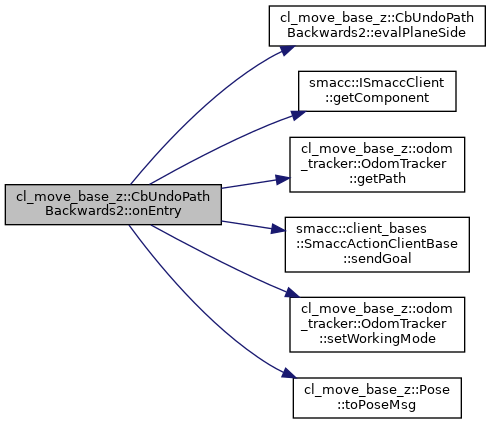 cl_move_base_z::CbUndoPath
Backwards2::onEntry
cl_move_base_z::CbUndoPath
Backwards2::evalPlaneSide
smacc::ISmaccClient
::getComponent
cl_move_base_z::odom
_tracker::OdomTracker
::getPath
smacc::client_bases
::SmaccActionClientBase
::sendGoal
cl_move_base_z::odom
_tracker::OdomTracker
::setWorkingMode
cl_move_base_z::Pose
::toPoseMsg